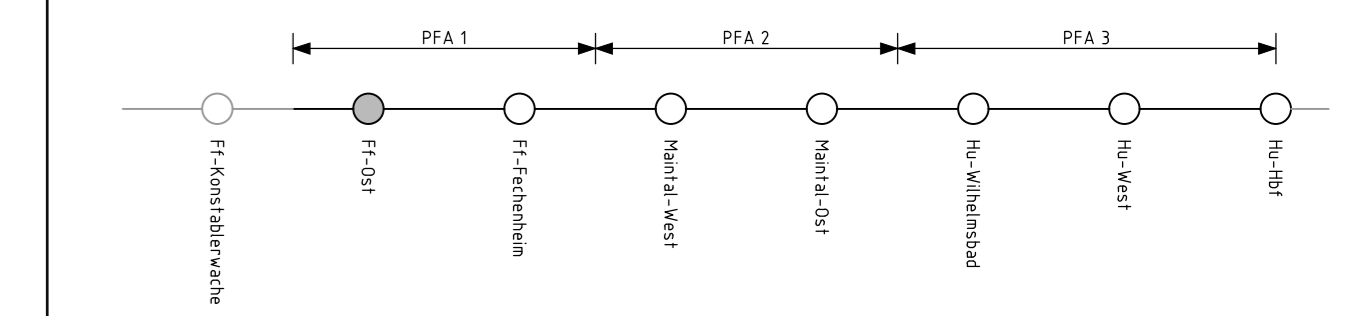 PFA 1
PFA 2
PFA 3
Ff-Konstablerwache
Ff-Ost
Ff-Fechenheim
Maintal-West
Maintal-Ost
Hu-Wilhelmsbad
Hu-West
Hu-Hbf